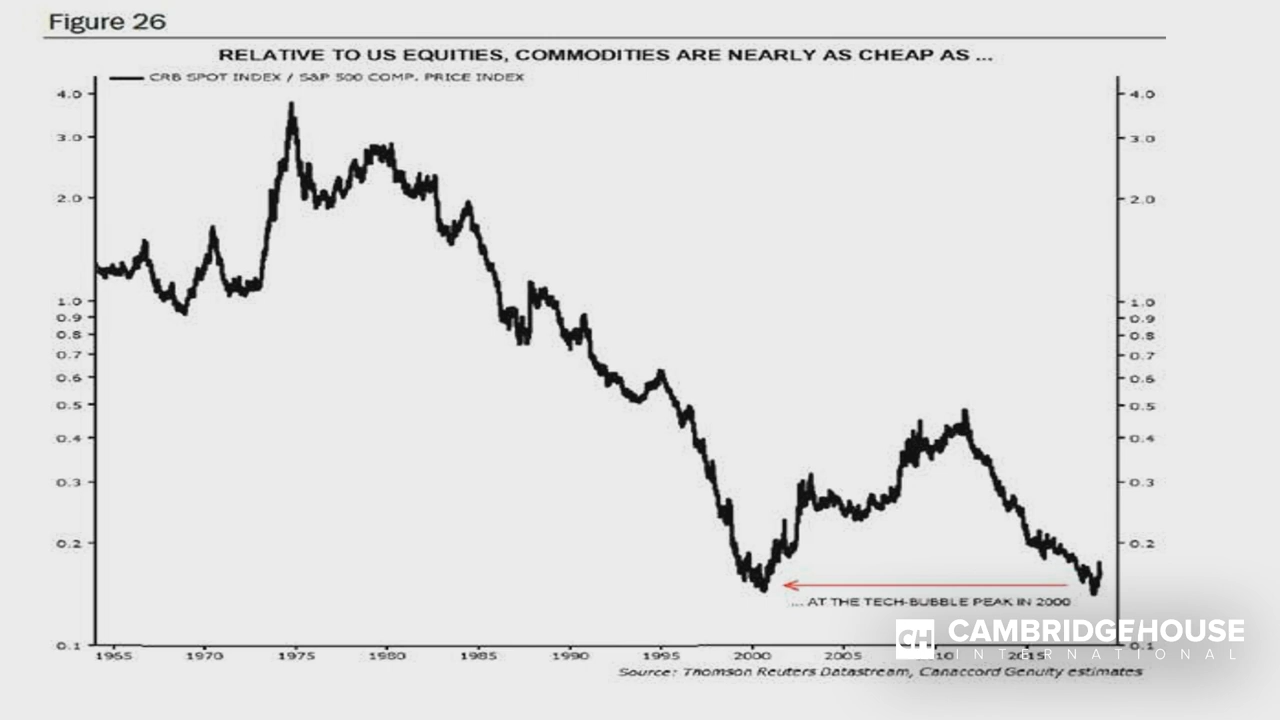 Figure 26
RELATIVE TO US EQUITIES, COMMODITIES ARE NEARLY AS CHEAP AS ...
CRB SPOT INDEX / S&P 500 COMP. PRICE INDEX
4.0 4.0
3.0 3.0
2.0 2.0
1.0 1.0
0.9 0.9
0.8 0.8
0.7 0.7
0.6 0.6
0.5 0.5
0.4 0.4
0.3 0.3
0.2 0.2
... AT THE TECH-BUBBLE PEAK IN 2000
0.1 0.1
CH CAMBRIDGEHOUSE
INTERNATIONAL
1965 1970 1975 1980 1985 1990 1995 2000 2005 2015
Source: Thomson Reuters Datastream, Canaccord Genuity estimates